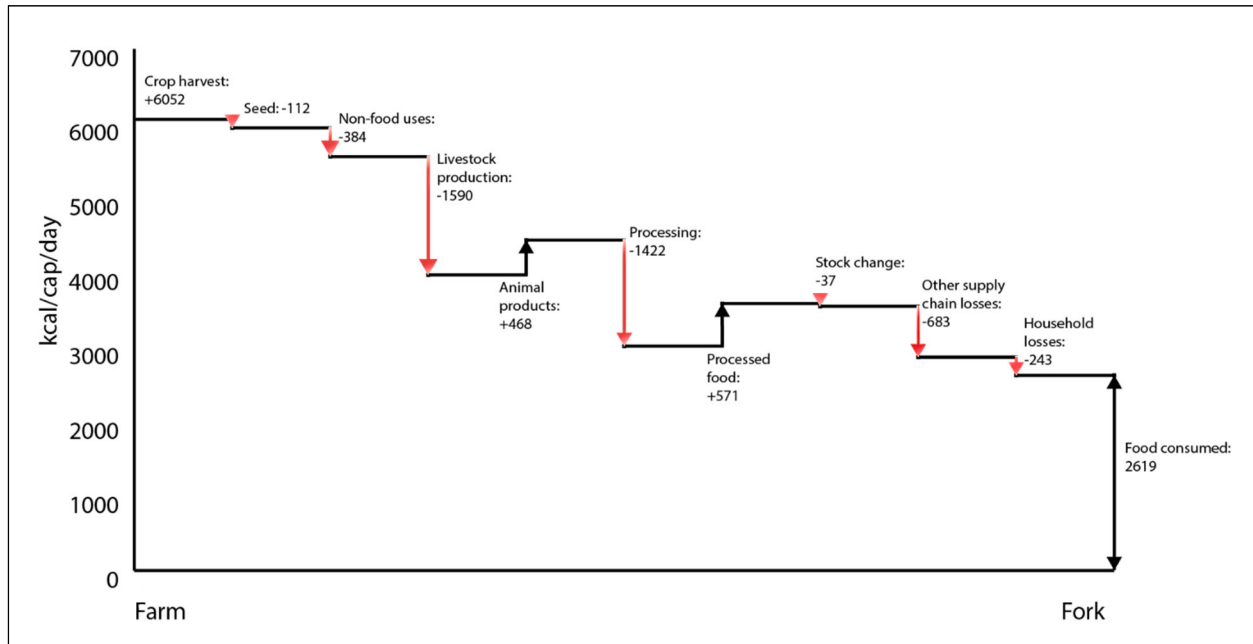 7000
6000
5000
4000
3000
2000
1000
0
kcal/cap/day
Crop harvest:
+6052
Seed: -112
Non-food uses:
-384
Livestock
production:
-1590
Animal
products:
+468
Processing:
-1422
Processed
food:
+571
Stock change:
-37
Other supply
chain losses:
-683
Household
losses:
-243
Food consumed:
2619
Farm
Fork